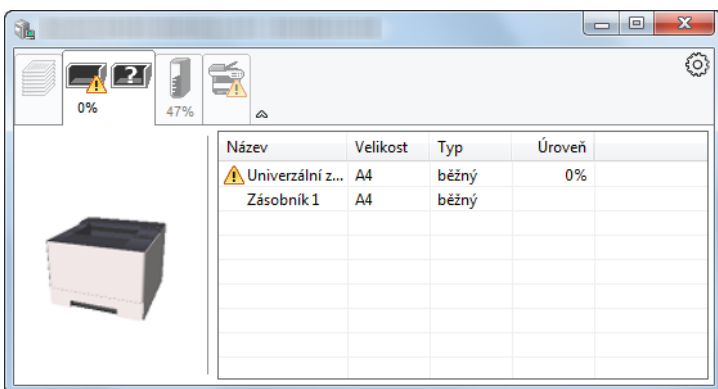 0%
47%
Název Velikost Typ Úroveň
Univerzální z... A4 běžný 0%
Zásobník 1 A4 běžný